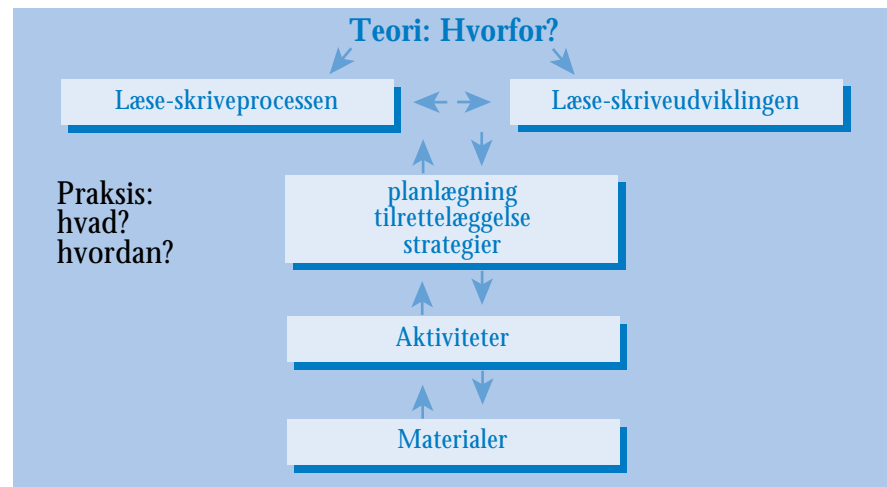 Teori: Hvorfor?
Læse-skriveprocessen
Læse-skriveudviklingen
Praksis:
hvad?
hvordan?
planlægning
tilrettelæggelse
strategier
Aktiviteter
Materialer